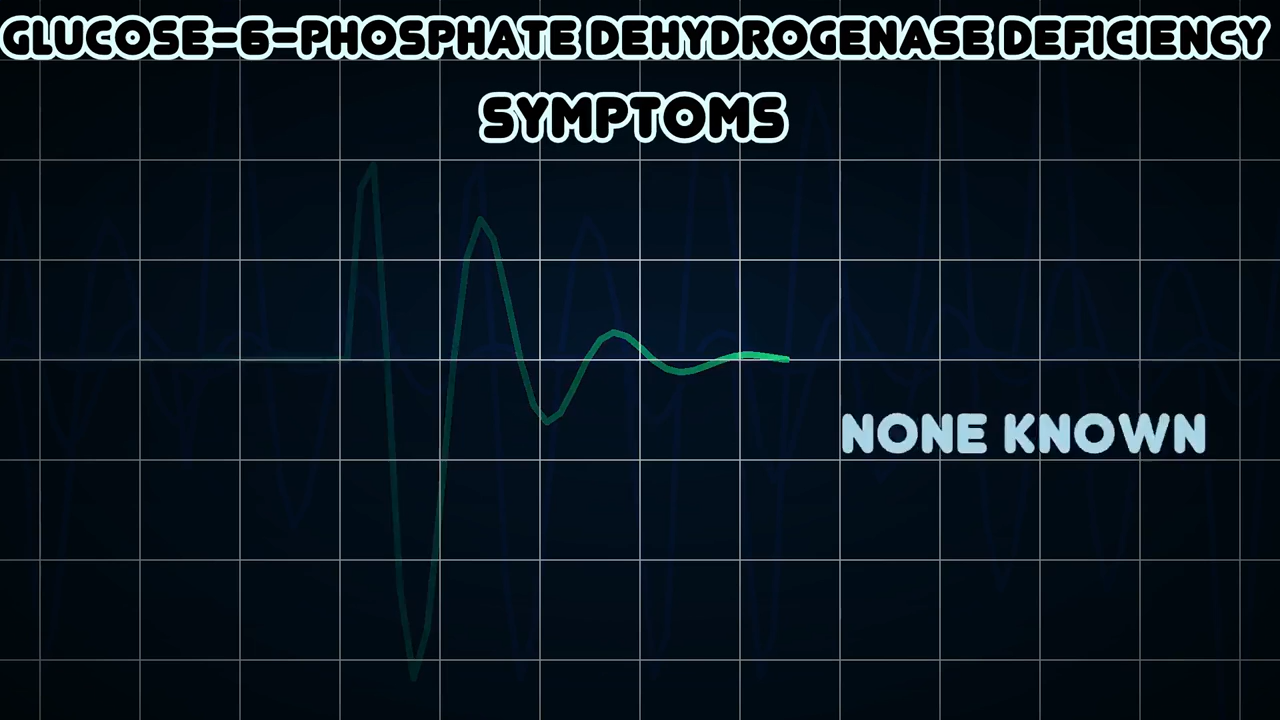 GLUCOSE-6-PHOSPHATE DEHYDROGENASE DEFICIENCY
SYMPTOMS
NONE KNOWN